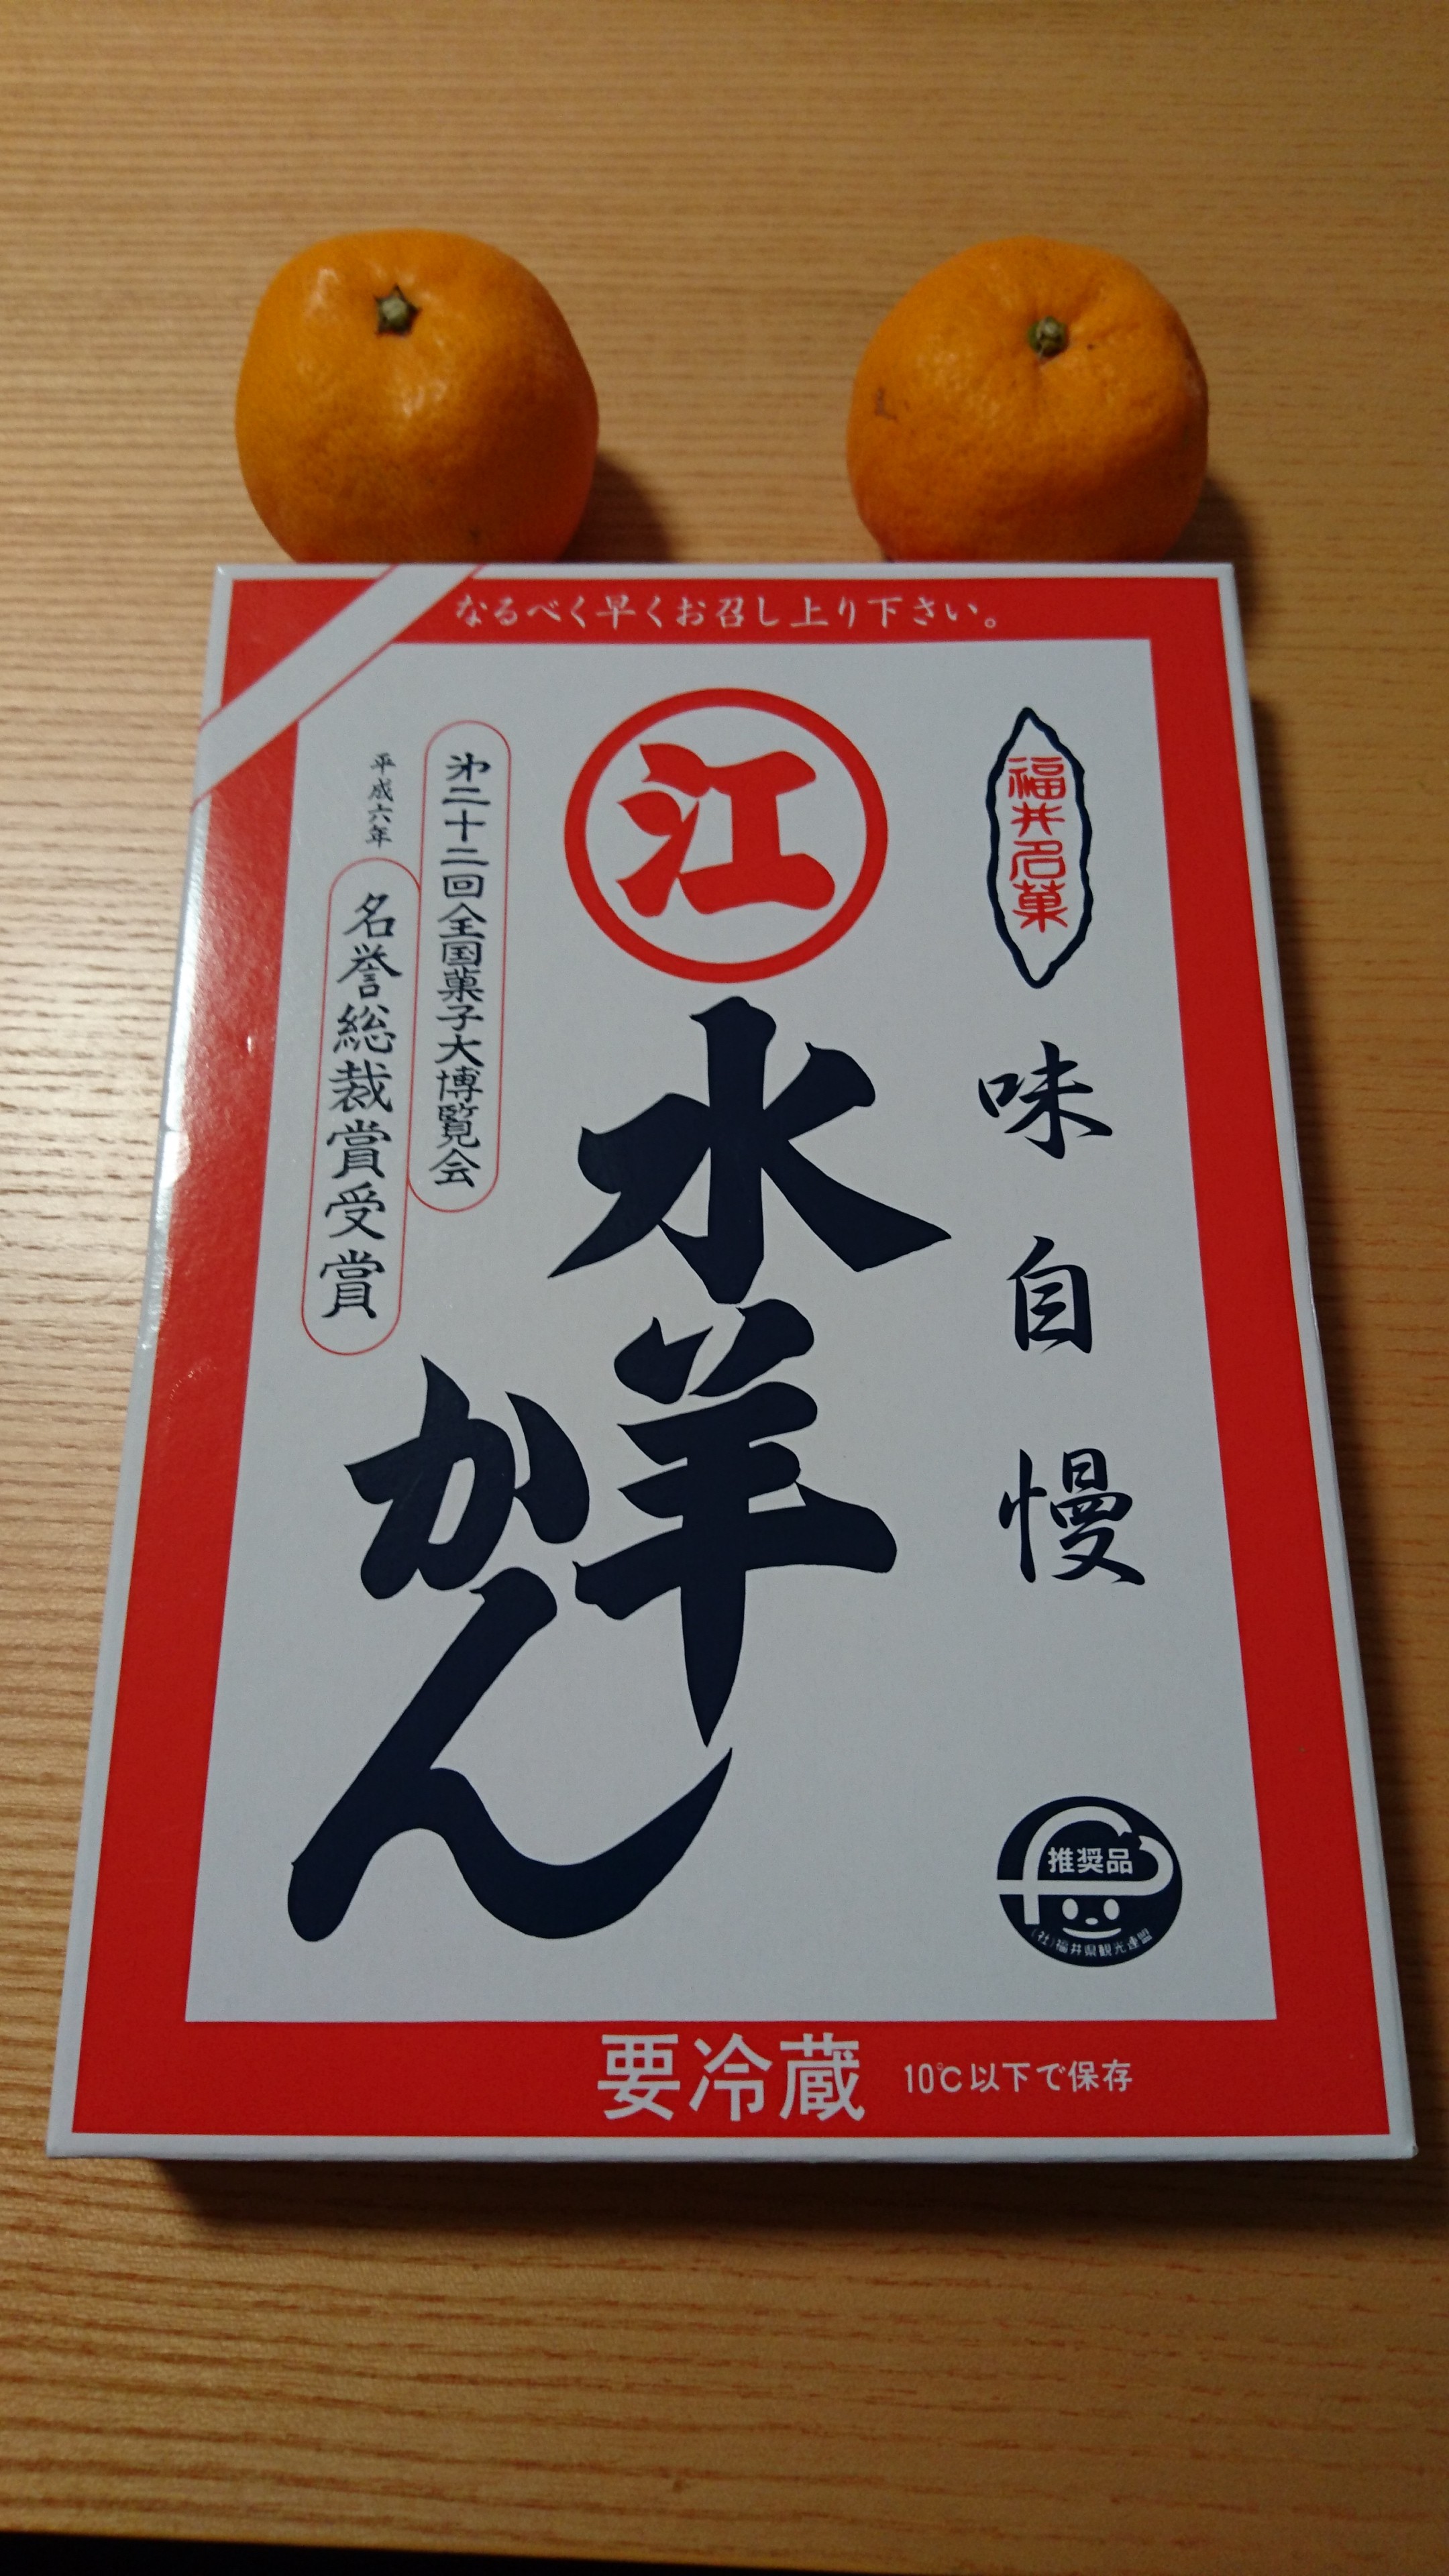 なるべく早くお召し上り下さい。
福井名菓
味自慢
江
水羊かん
第二十二回全国菓子大博覧会
平成六年
名誉総裁賞受賞
推奨品
(社)福井県観光連盟
要冷蔵 10℃以下で保存